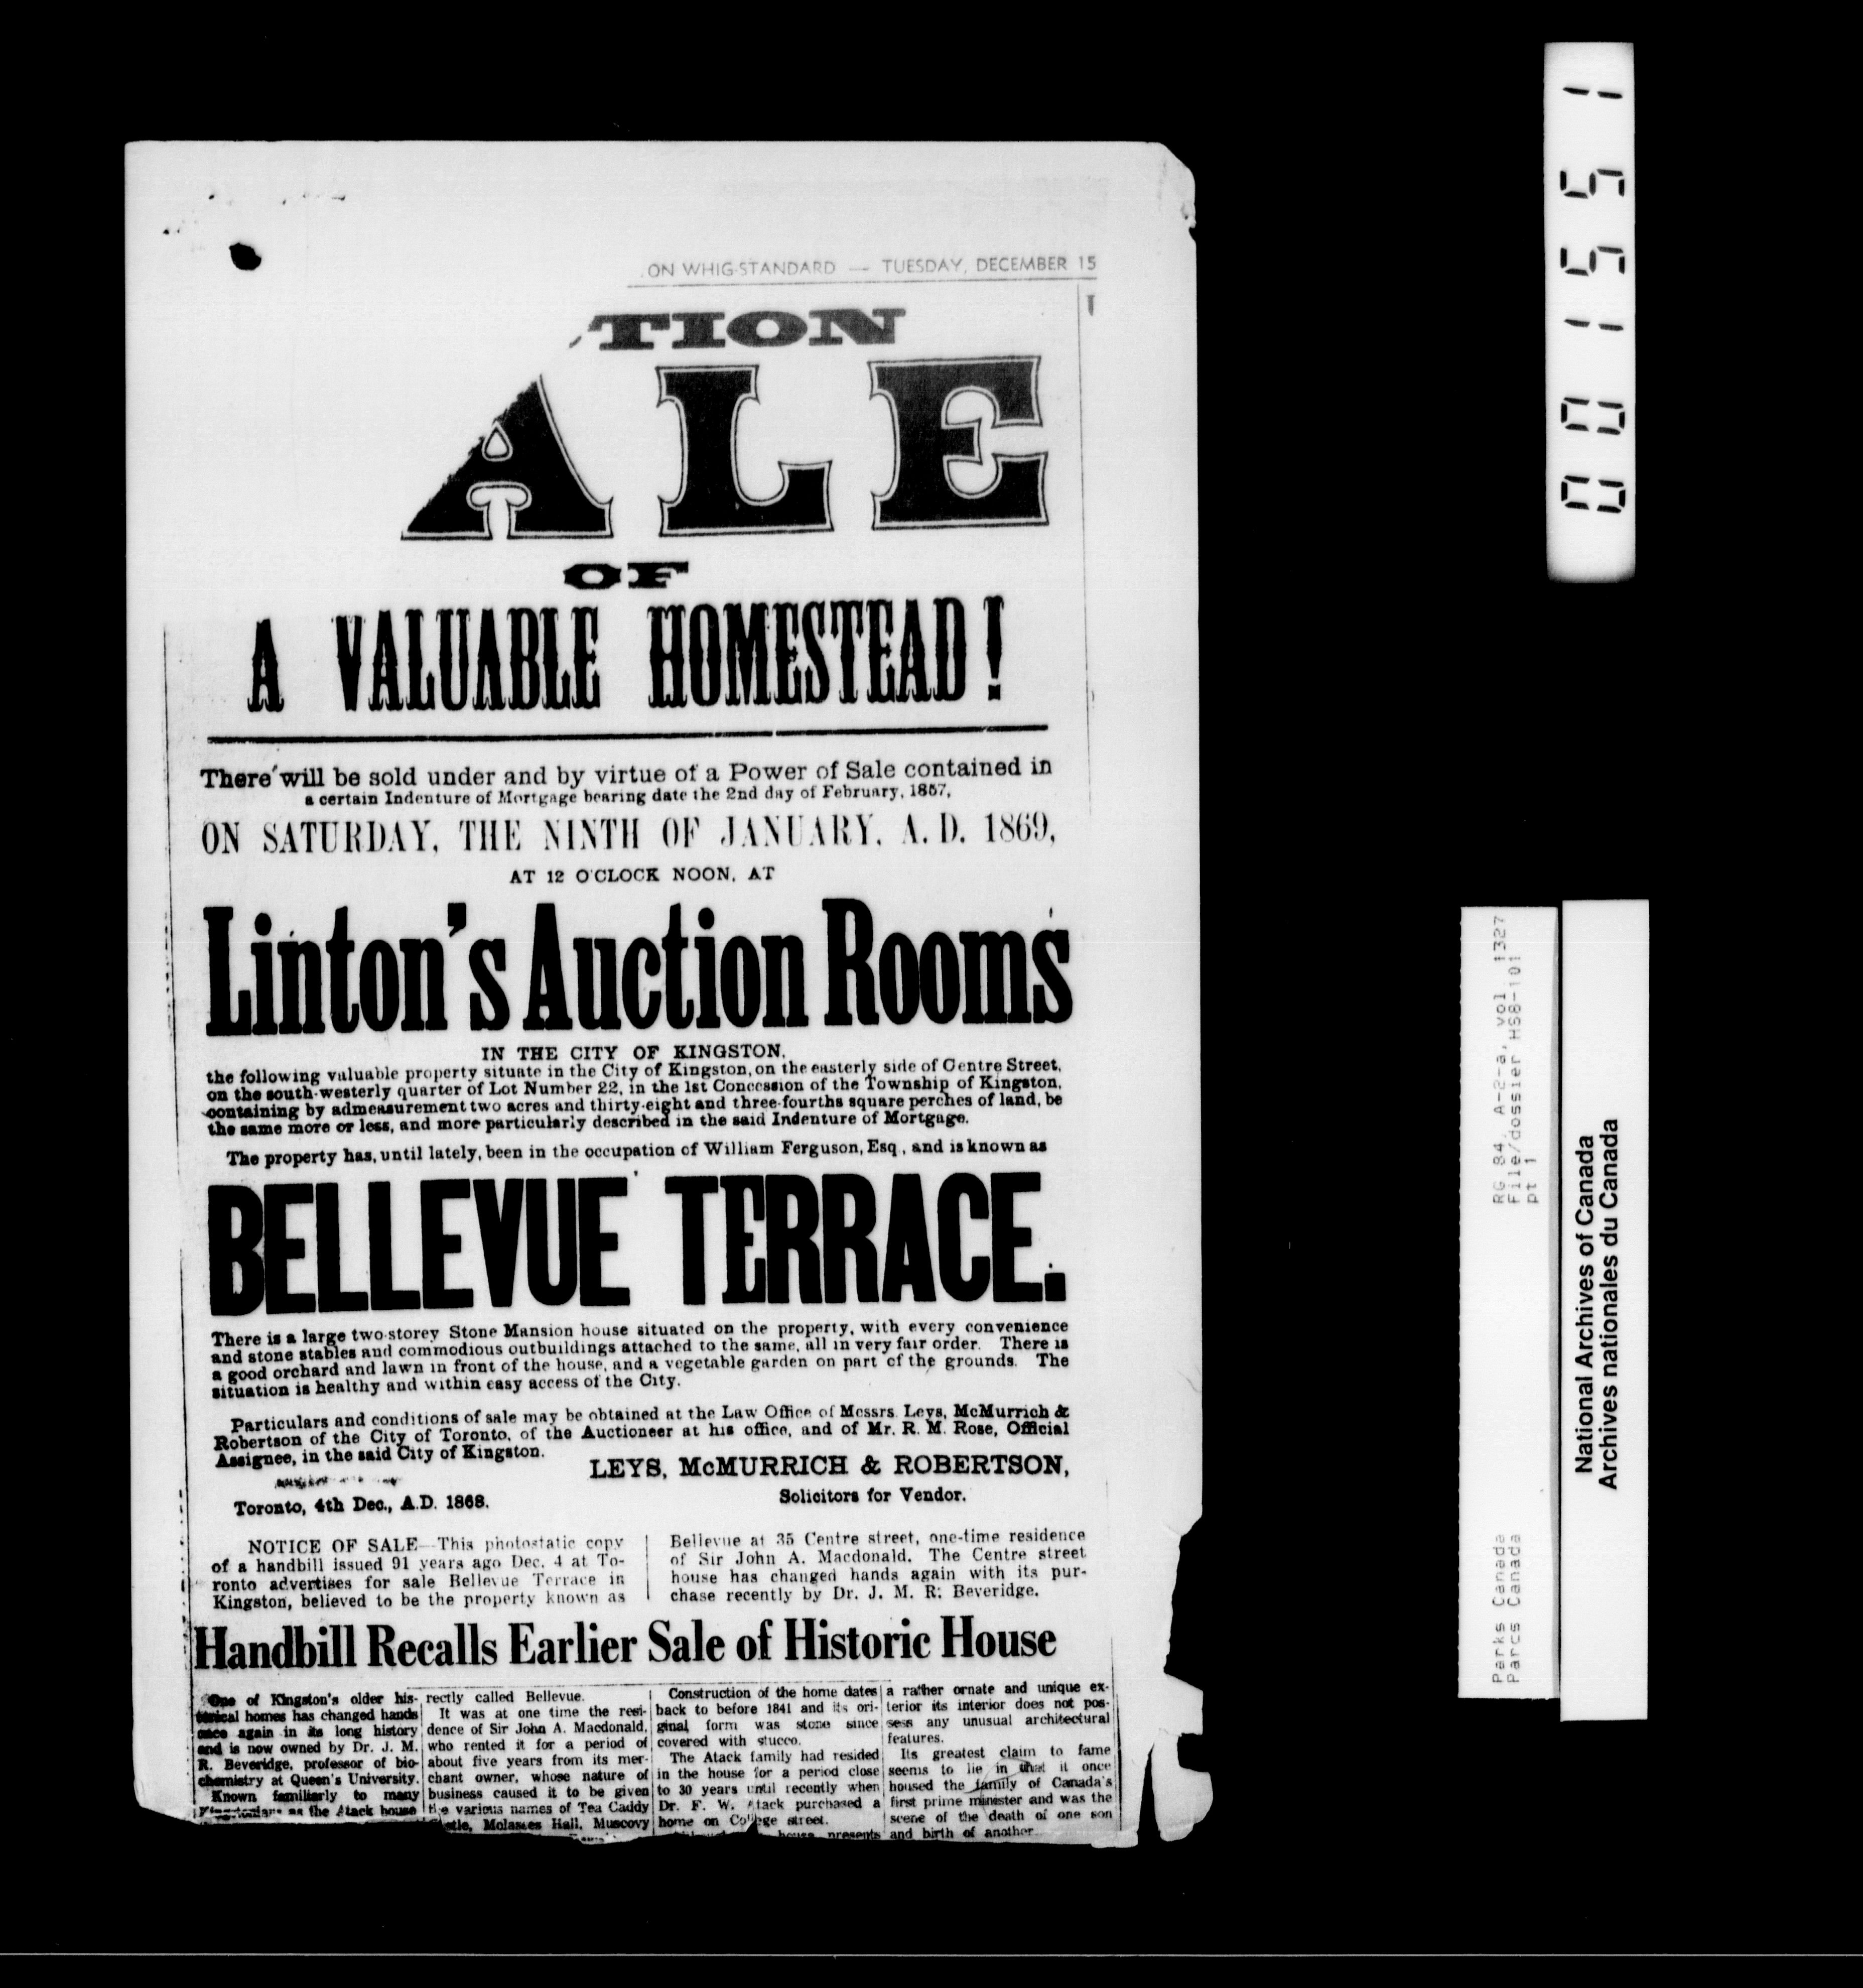 ON WHIG-STANDARD — TUESDAY, DECEMBER 15
TION
ALE
OF
A VALUABLE HOMESTEAD!
There will be sold under and by virtue of a Power of Sale contained in
a certain Indenture of Mortgage bearing date the 2nd day of February, 1857,
ON SATURDAY, THE NINTH OF JANUARY, A. D. 1869,
AT 12 O'CLOCK NOON, AT
Linton's Auction Rooms
IN THE CITY OF KINGSTON,
the following valuable property situate in the City of Kingston, on the easterly side of Centre Street,
on the south-westerly quarter of Lot Number 22, in the 1st Concession of the Township of Kingston,
containing by admeasurement two acres and thirty-eight and three-fourths square perches of land, be
the same more or less, and more particularly described in the said Indenture of Mortgage.
The property has, until lately, been in the occupation of William Ferguson, Esq., and is known as
BELLEVUE TERRACE.
There is a large two-storey Stone Mansion house situated on the property, with every convenience
and stone stables and commodious outbuildings attached to the same, all in very fair order. There is
a good orchard and lawn in front of the house, and a vegetable garden on part of the grounds. The
situation is healthy and within easy access of the City.
Particulars and conditions of sale may be obtained at the Law Office of Messrs. Leys, McMurrich &
Robertson of the City of Toronto, of the Auctioneer at his office, and of Mr. R. M. Rose, Official
Assignee, in the said City of Kingston.
LEYS, McMURRICH & ROBERTSON,
Solicitors for Vendor.
Toronto, 4th Dec., A.D. 1868.
NOTICE OF SALE—This photostatic copy
of a handbill issued 91 years ago Dec. 4 at To-
ronto advertises for sale Bellevue Terrace in
Kingston, believed to be the property known as
Bellevue at 35 Centre street, one-time residence
of Sir John A. Macdonald. The Centre street
house has changed hands again with its pur-
chase recently by Dr. J. M. R. Beveridge.
Handbill Recalls Earlier Sale of Historic House
One of Kingston's older his-
torical homes has changed hands
once again in its long history
and is now owned by Dr. J. M.
R. Beveridge, professor of bio-
chemistry at Queen's University.
Known familiarly to many
Kingstonians as the Atack house
rectly called Bellevue.
It was at one time the resi-
dence of Sir John A. Macdonald,
who rented it for a period of
about five years from its mer-
chant owner, whose nature of
business caused it to be given
the various names of Tea Caddy
Molasses Hall, Muscovy
Construction of the home dates
back to before 1841 and its ori-
ginal form was stone since
covered with stucco.
The Atack family had resided
in the house for a period close
to 30 years until recently when
Dr. F. W. Atack purchased a
home on College street.
house presents
a rather ornate and unique ex-
terior its interior does not pos-
sess any unusual architectural
features.
Its greatest claim to fame
seems to lie in that it once
housed the family of Canada's
first prime minister and was the
scene of the death of one son
and birth of another
001551
RG 84, A-2-a, vol. 1327
File/dossier HS8-101
pt 1
Parks Canada
Parcs Canada
National Archives of Canada
Archives nationales du Canada